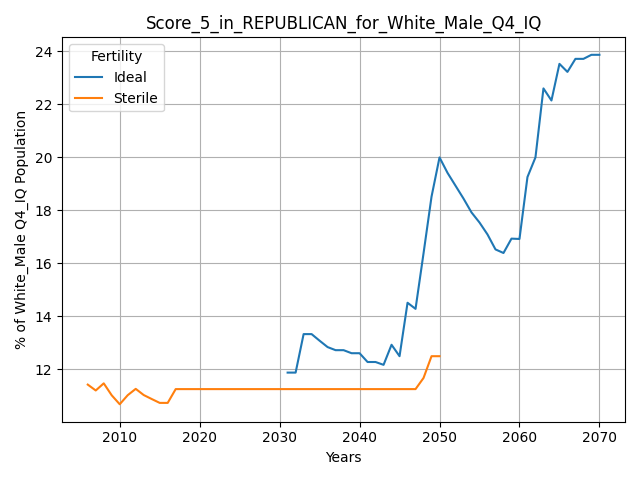 Score_5_in_REPUBLICAN_for_White_Male_Q4_IQ
Fertility
Ideal
Sterile
% of White_Male Q4_IQ Population
24
22
20
18
16
14
12
2010 2020 2030 2040 2050 2060 2070
Years